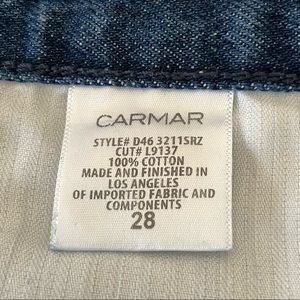 CARMAR
STYLE# D46 3211SRZ
CUT# L9137
100% COTTON
MADE AND FINISHED IN
LOS ANGELES
OF IMPORTED FABRIC AND
COMPONENTS
28